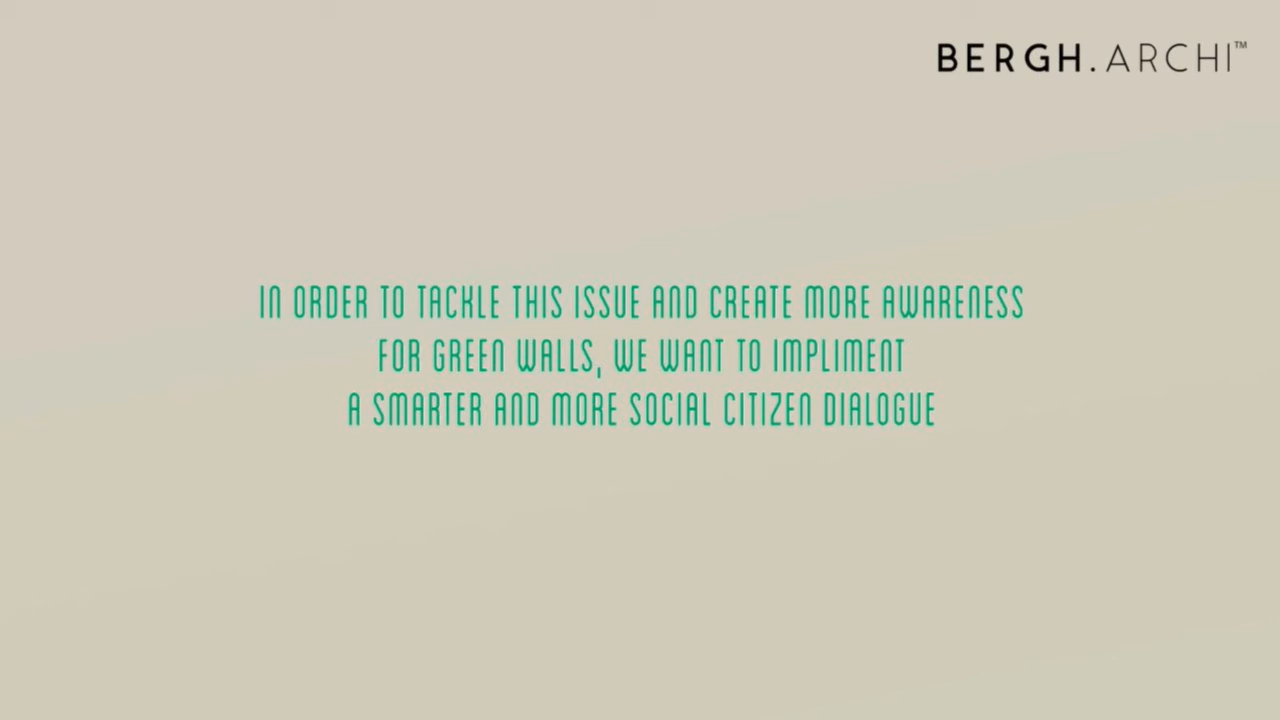 BERGH.ARCHI™
IN ORDER TO TACKLE THIS ISSUE AND CREATE MORE AWARENESS
FOR GREEN WALLS, WE WANT TO IMPLIMENT
A SMARTER AND MORE SOCIAL CITIZEN DIALOGUE